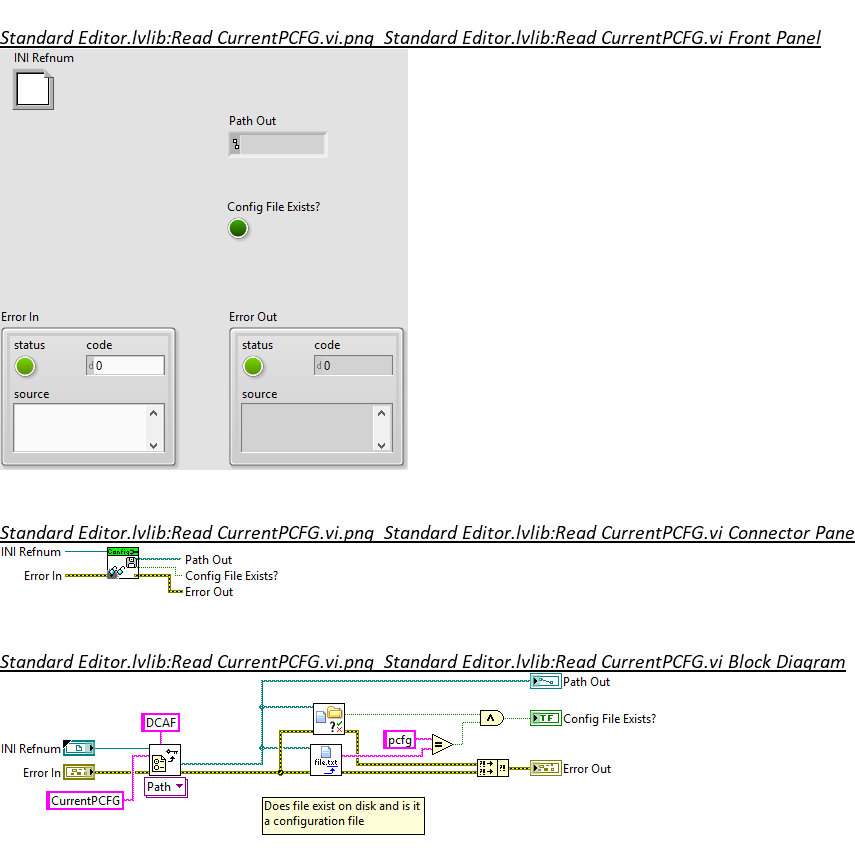 Standard Editor.lvlib:Read CurrentPCFG.vi.png  Standard Editor.lvlib:Read CurrentPCFG.vi Front Panel
INI Refnum
Path Out
Config File Exists?
Error In
Error Out
status code
d 0
source
status code
d 0
source
Standard Editor.lvlib:Read CurrentPCFG.vi.png  Standard Editor.lvlib:Read CurrentPCFG.vi Connector Pane
INI Refnum
Config
Path Out
Error In
Config File Exists?
Error Out
Standard Editor.lvlib:Read CurrentPCFG.vi.png  Standard Editor.lvlib:Read CurrentPCFG.vi Block Diagram
Path Out
DCAF
TF
Config File Exists?
pcfg
INI Refnum
file.txt
Error In
Error Out
Path
CurrentPCFG
Does file exist on disk and is it
a configuration file